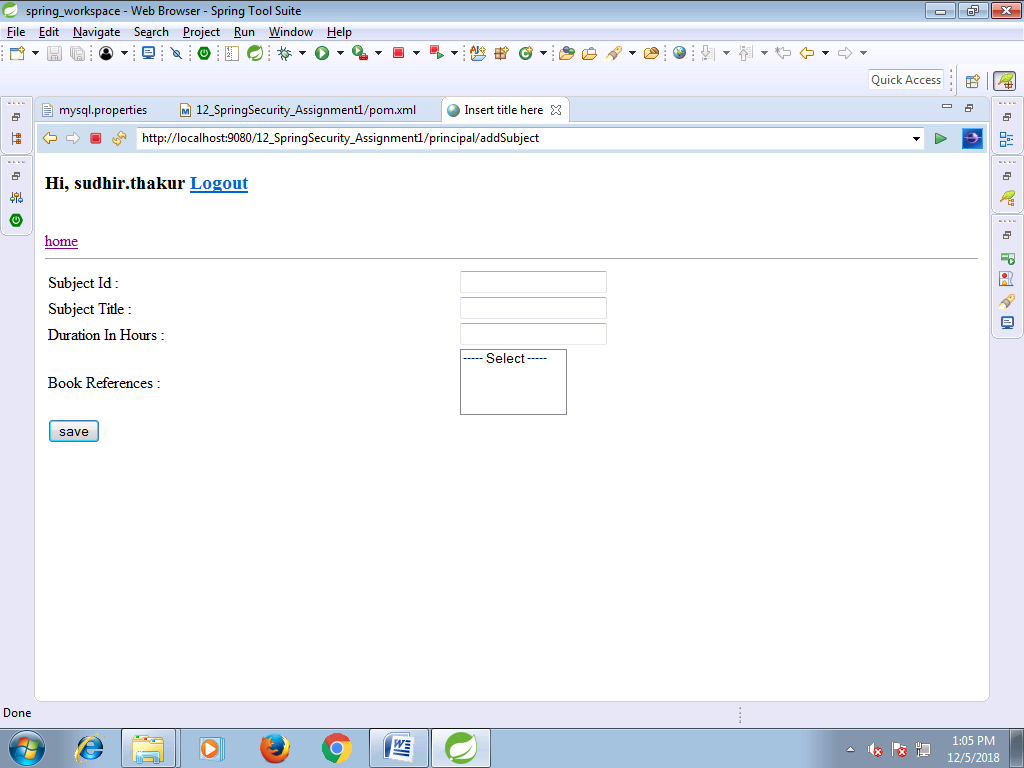 spring_workspace - Web Browser - Spring Tool Suite
File Edit Navigate Search Project Run Window Help
Quick Access
mysql.properties 12_SpringSecurity_Assignment1/pom.xml Insert title here
http://localhost:9080/12_SpringSecurity_Assignment1/principal/addSubject
Hi, sudhir.thakur Logout
home
Subject Id :
Subject Title :
Duration In Hours :
----- Select -----
Book References :
save
Done
1:05 PM
12/5/2018